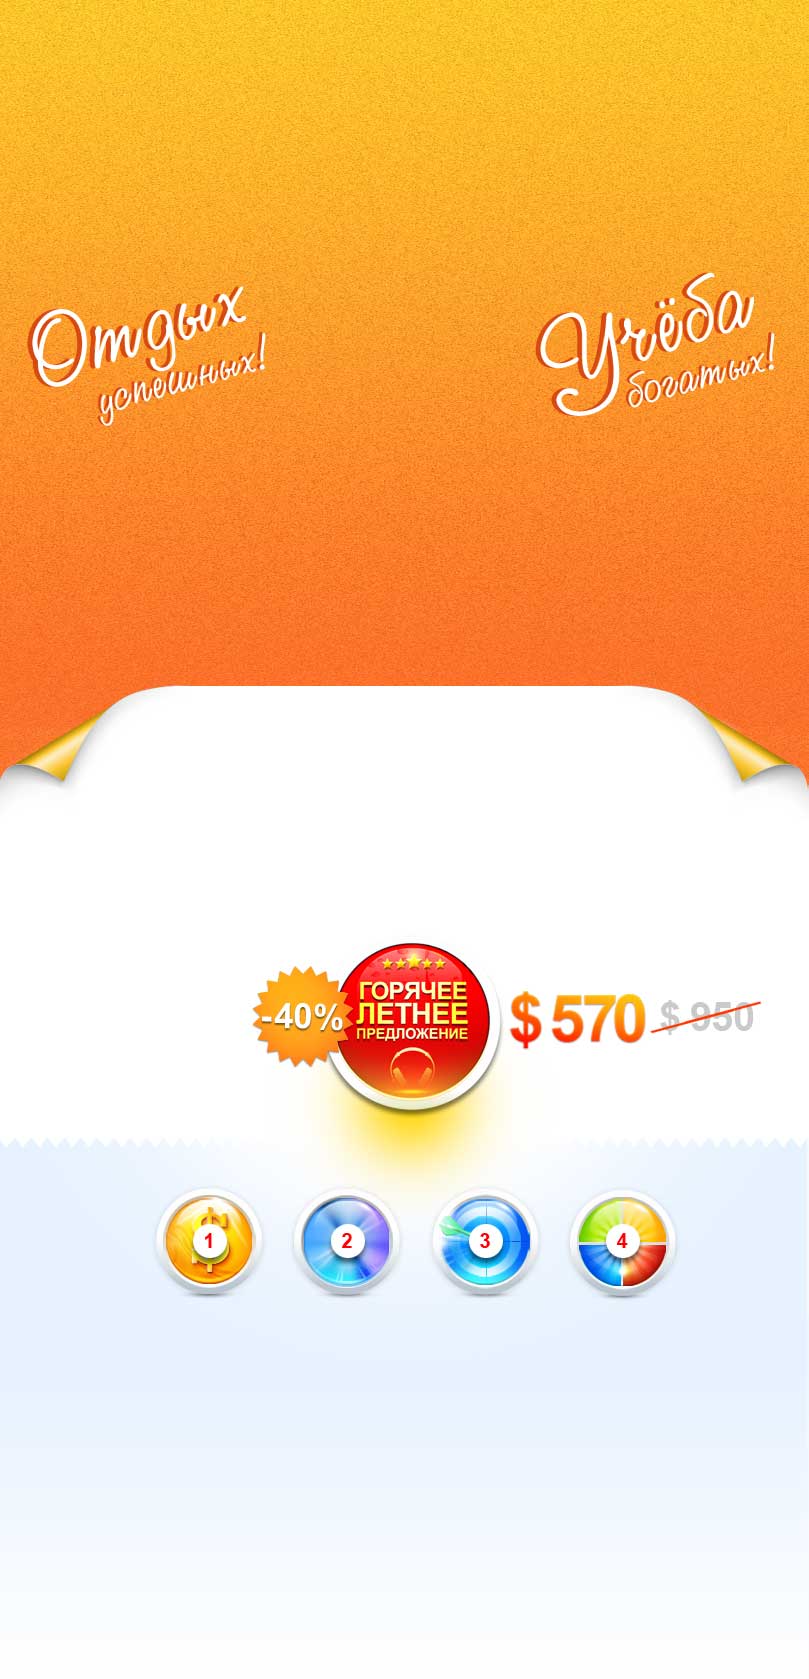 Отдых
успешных!
Учёба
богатых!
-40%
ГОРЯЧЕЕ
ЛЕТНЕЕ
ПРЕДЛОЖЕНИЕ
$ 570
$ 950
1
2
3
4